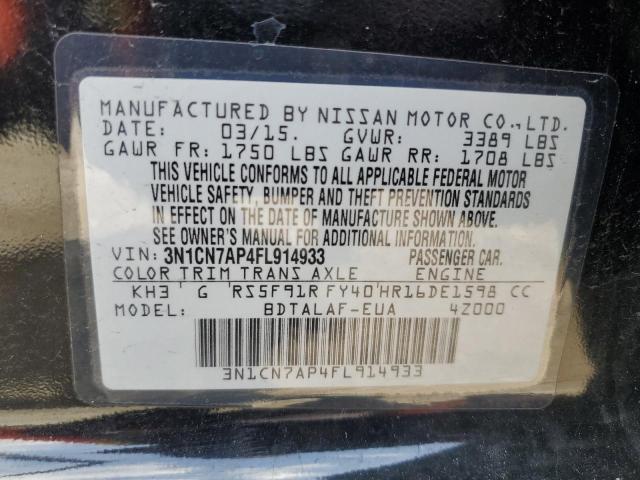 MANUFACTURED BY NISSAN MOTOR CO., LTD.
DATE: 03/15. GVWR: 3389 LBS
GAWR FR: 1750 LBS GAWR RR: 1708 LBS
THIS VEHICLE CONFORMS TO ALL APPLICABLE FEDERAL MOTOR
VEHICLE SAFETY, BUMPER AND THEFT PREVENTION STANDARDS
IN EFFECT ON THE DATE OF MANUFACTURE SHOWN ABOVE.
SEE OWNER'S MANUAL FOR ADDITIONAL INFORMATION.
VIN: 3N1CN7AP4FL914933 PASSENGER CAR.
COLOR TRIM TRANS AXLE ENGINE
KH3 ' G 'RS5F91R FY40'HR16DE1598 CC
MODEL: BDTALAF-EUA 4Z000
3N1CN7AP4FL914933